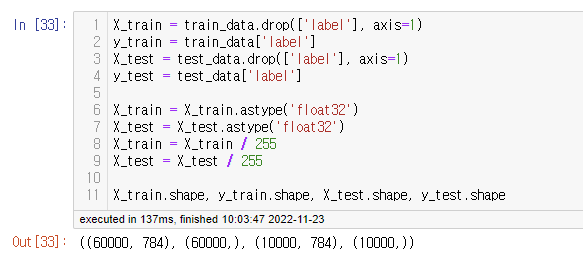 In [33]:
1 X_train = train_data.drop(['label'], axis=1)
2 y_train = train_data['label']
3 X_test = test_data.drop(['label'], axis=1)
4 y_test = test_data['label']
5
6 X_train = X_train.astype('float32')
7 X_test = X_test.astype('float32')
8 X_train = X_train / 255
9 X_test = X_test / 255
10
11 X_train.shape, y_train.shape, X_test.shape, y_test.shape
executed in 137ms, finished 10:03:47 2022-11-23
Out[33]: ((60000, 784), (60000,), (10000, 784), (10000,))